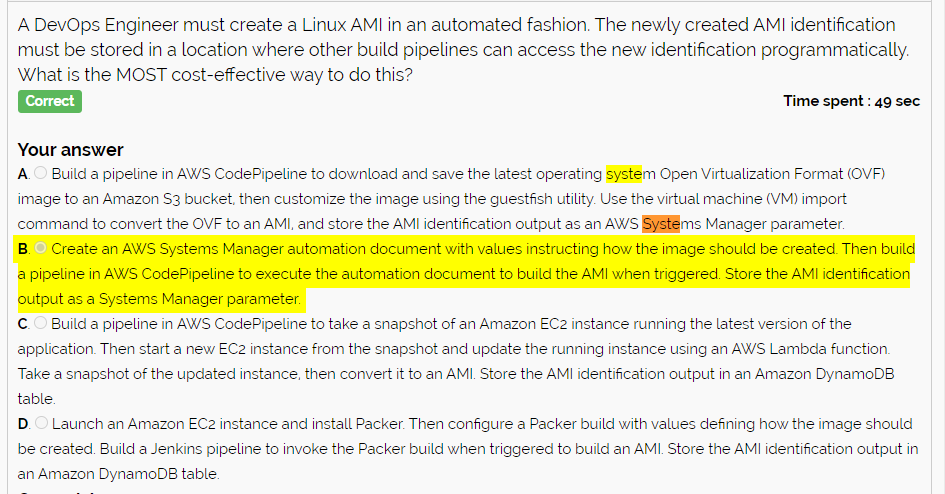 A DevOps Engineer must create a Linux AMI in an automated fashion. The newly created AMI identification
must be stored in a location where other build pipelines can access the new identification programmatically.
What is the MOST cost-effective way to do this?
Correct
Time spent : 49 sec
Your answer
A. Build a pipeline in AWS CodePipeline to download and save the latest operating system Open Virtualization Format (OVF)
image to an Amazon S3 bucket, then customize the image using the guestfish utility. Use the virtual machine (VM) import
command to convert the OVF to an AMI, and store the AMI identification output as an AWS Systems Manager parameter.
B. Create an AWS Systems Manager automation document with values instructing how the image should be created. Then build
a pipeline in AWS CodePipeline to execute the automation document to build the AMI when triggered. Store the AMI identification
output as a Systems Manager parameter.
C. Build a pipeline in AWS CodePipeline to take a snapshot of an Amazon EC2 instance running the latest version of the
application. Then start a new EC2 instance from the snapshot and update the running instance using an AWS Lambda function.
Take a snapshot of the updated instance, then convert it to an AMI. Store the AMI identification output in an Amazon DynamoDB
table.
D. Launch an Amazon EC2 instance and install Packer. Then configure a Packer build with values defining how the image should
be created. Build a Jenkins pipeline to invoke the Packer build when triggered to build an AMI. Store the AMI identification output in
an Amazon DynamoDB table.